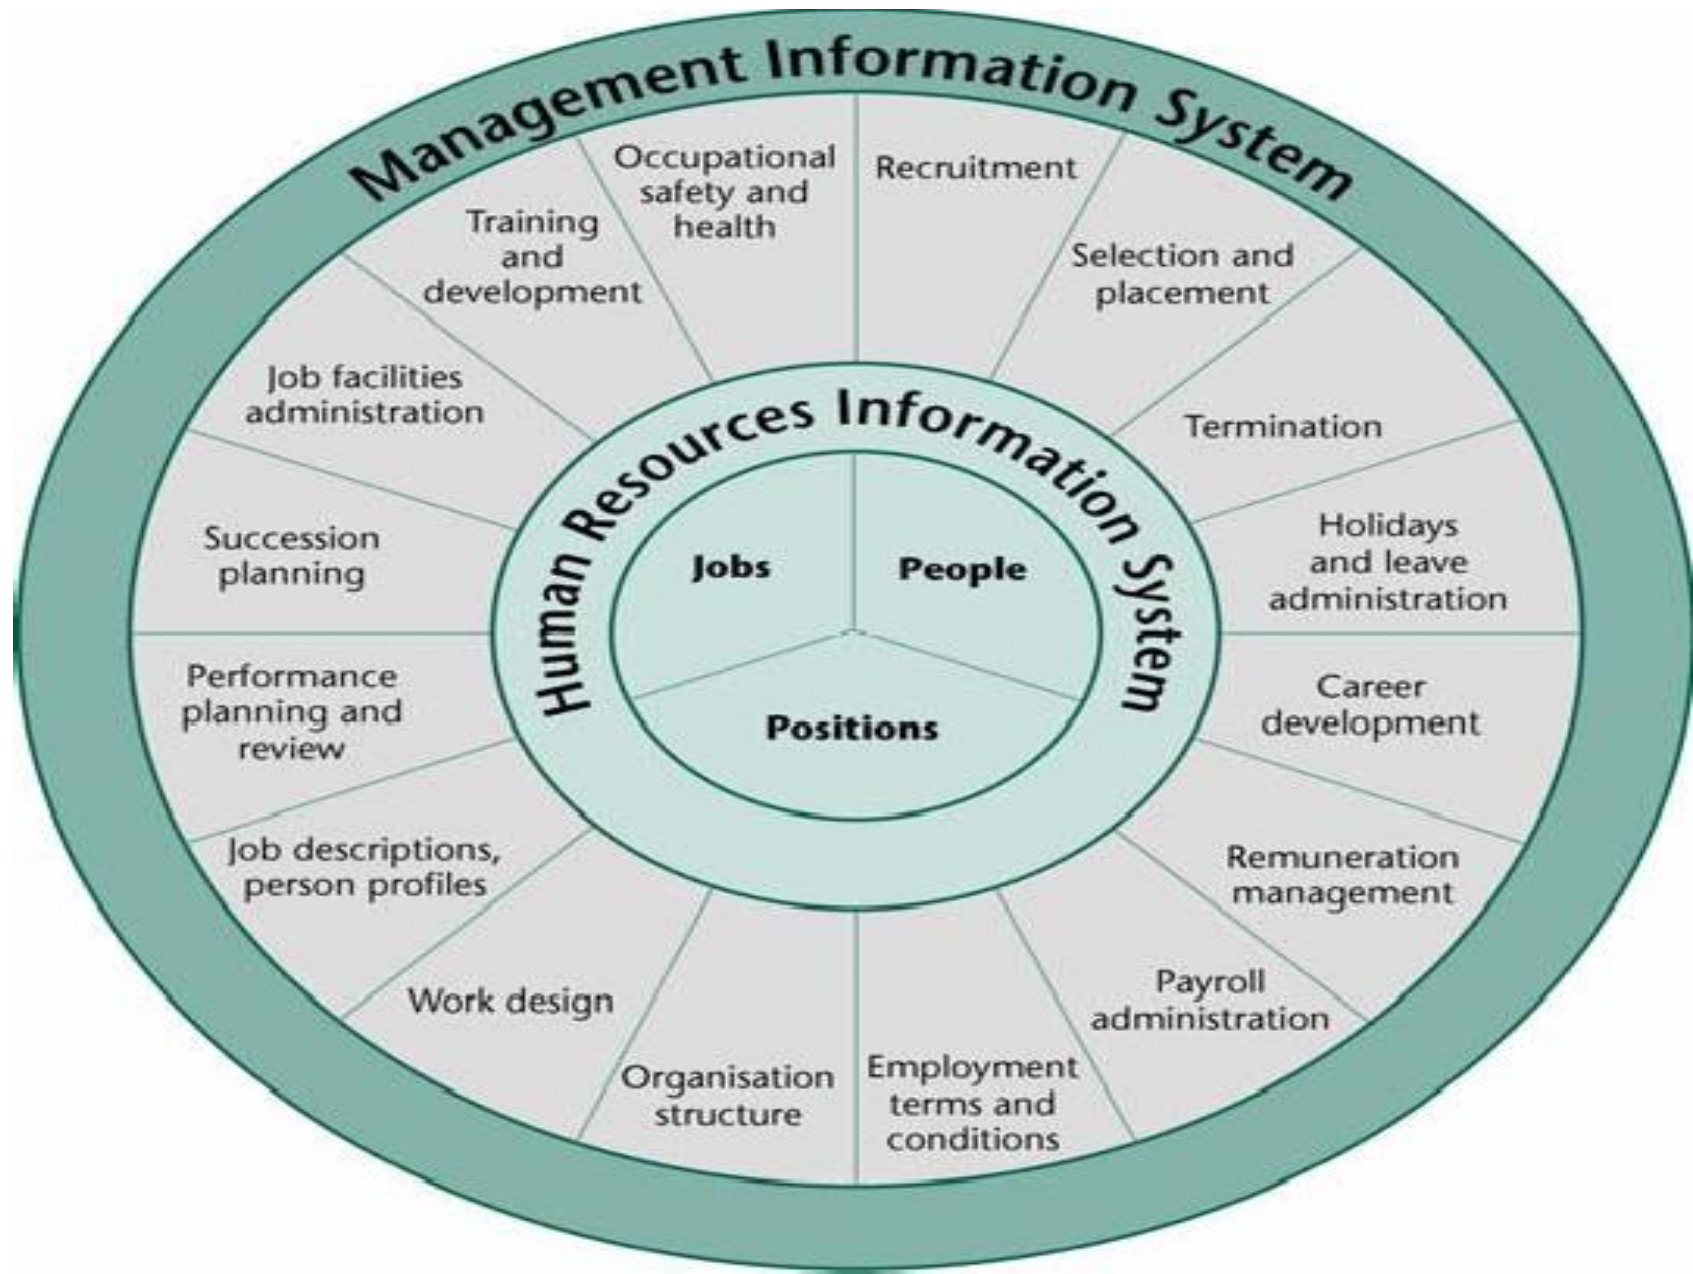 Management Information System
Occupational
safety and
health
Recruitment
Selection and
placement
Termination
Holidays
and leave
administration
Career
development
Remuneration
management
Payroll
administration
Employment
terms and
conditions
Organisation
structure
Work design
Job descriptions,
person profiles
Performance
planning and
review
Succession
planning
Job facilities
administration
Training
and
development
Human Resources Information System
Jobs
People
Positions